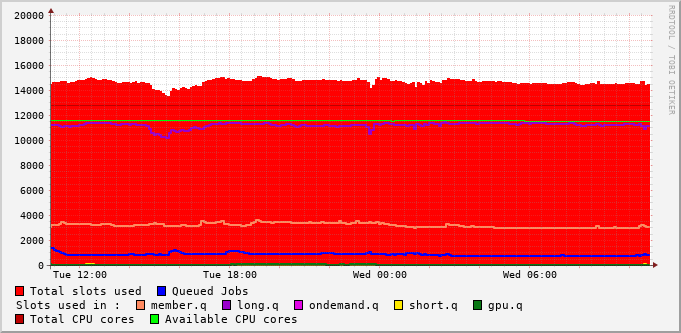 20000
18000
16000
14000
12000
10000
8000
6000
4000
2000
0
Tue 12:00 Tue 18:00 Wed 00:00 Wed 06:00
RRDTOOL / TOBI OETIKER
Total slots used Queued Jobs
Slots used in : member.q long.q ondemand.q short.q gpu.q
Total CPU cores Available CPU cores